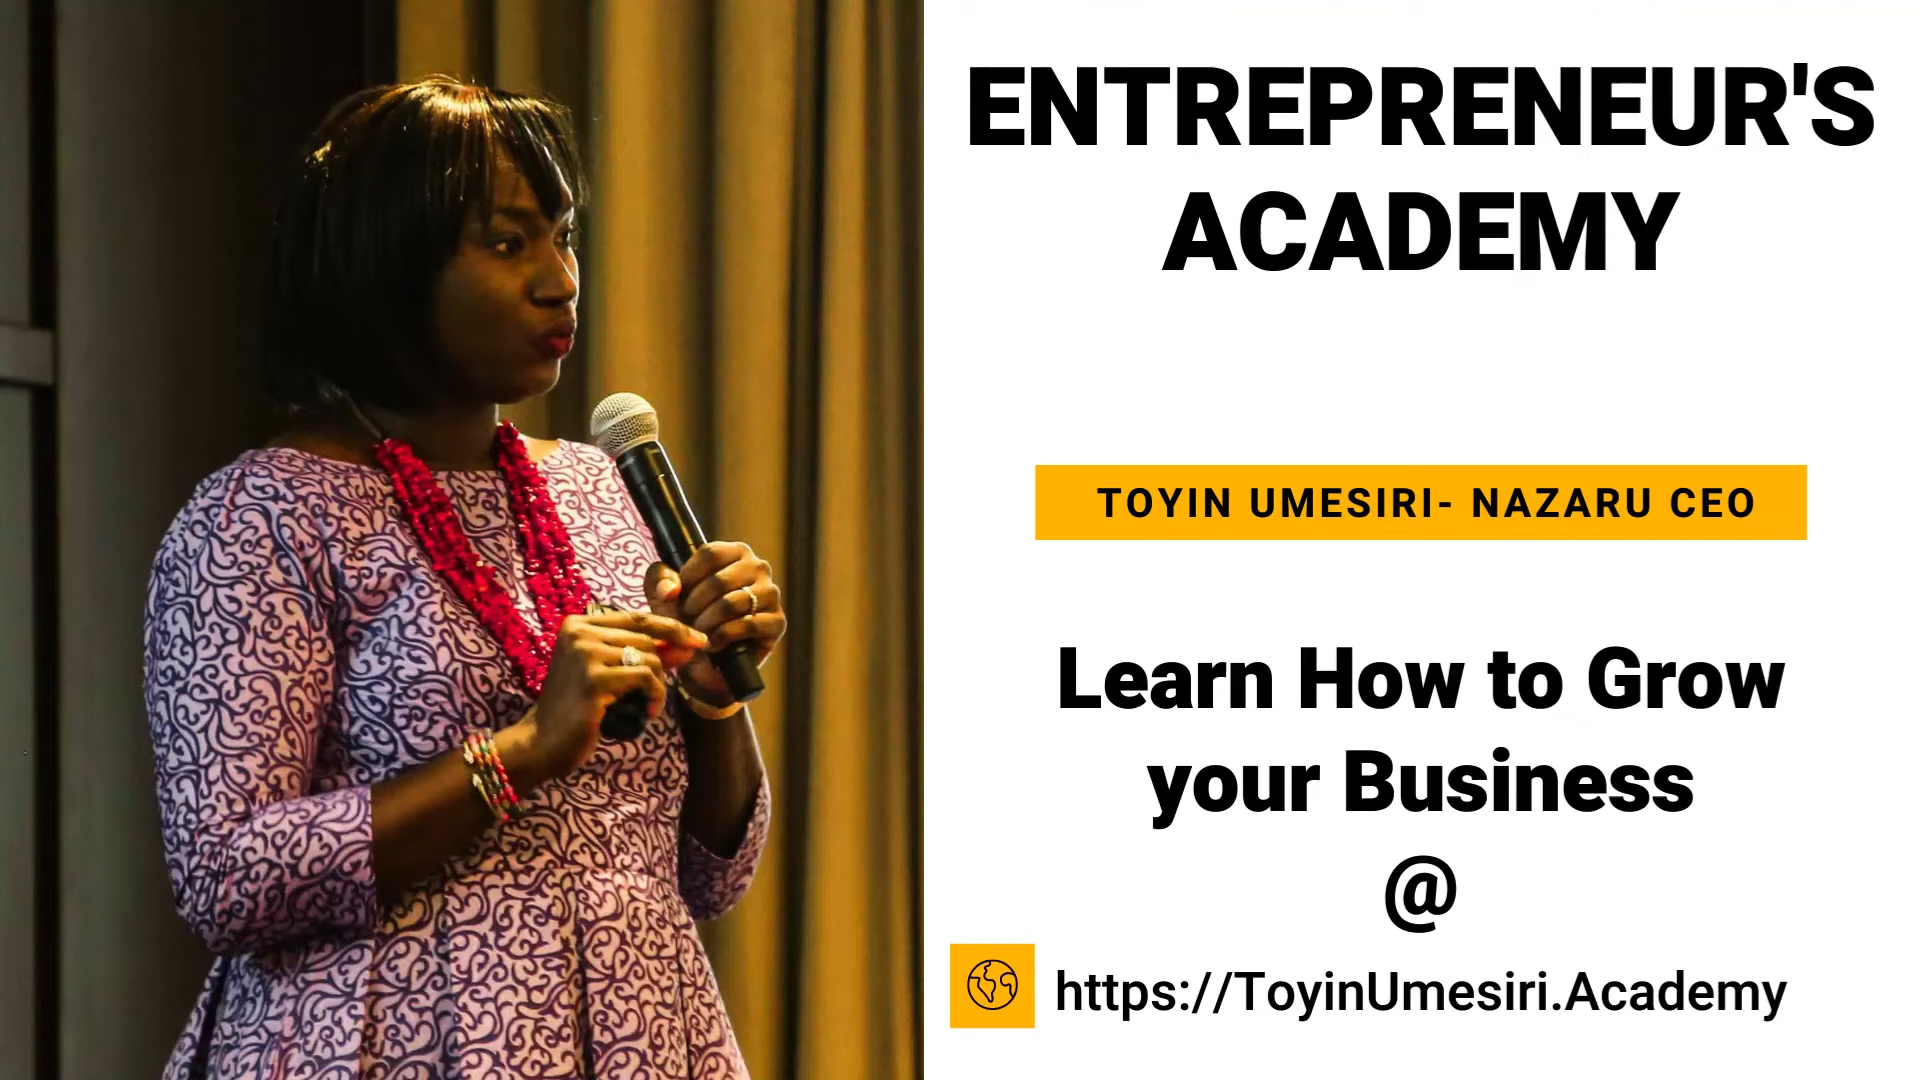 ENTREPRENEUR'S
ACADEMY
TOYIN UMESIRI- NAZARU CEO
Learn How to Grow
your Business
@
https://ToyinUmesiri.Academy